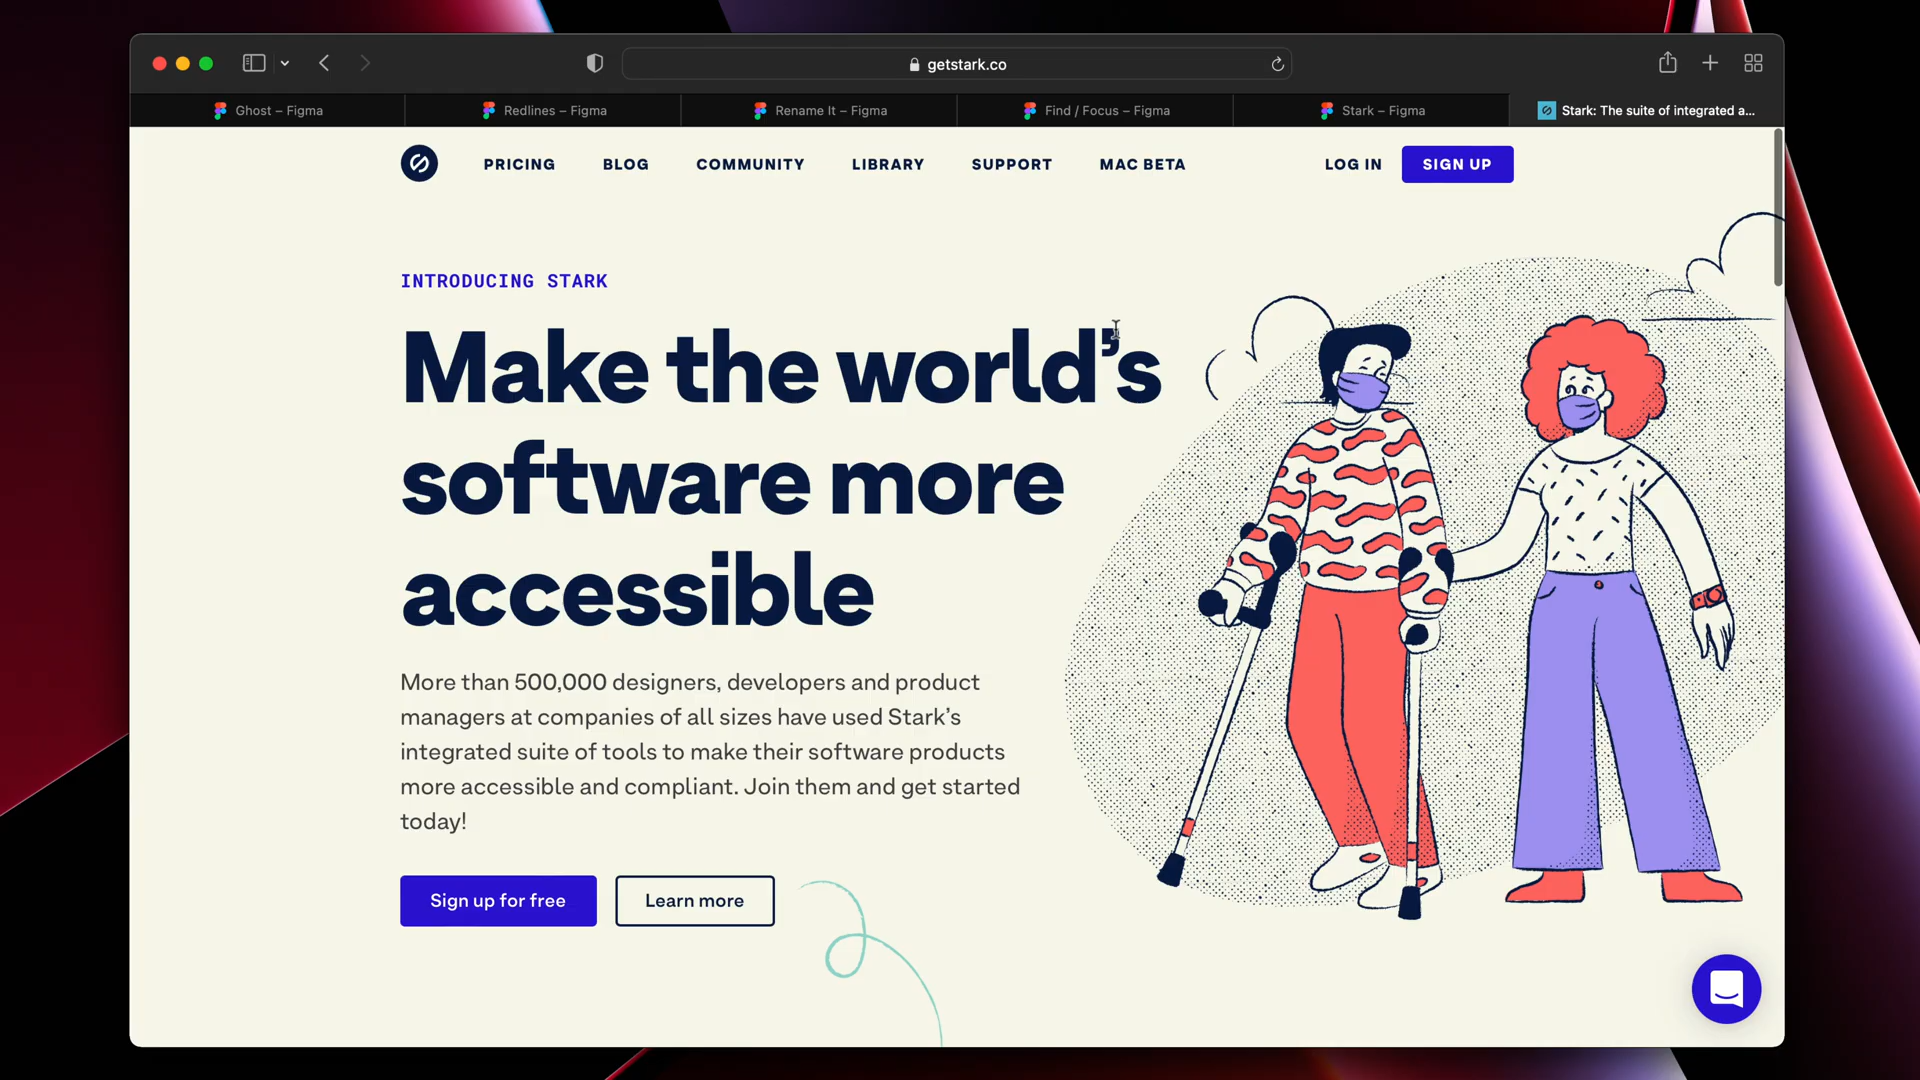 getstark.co
Ghost – Figma
Redlines – Figma
Rename It – Figma
Find / Focus – Figma
Stark – Figma
Stark: The suite of integrated a...
PRICING
BLOG
COMMUNITY
LIBRARY
SUPPORT
MAC BETA
LOG IN
SIGN UP
INTRODUCING STARK
Make the world’s
software more
accessible
More than 500,000 designers, developers and product
managers at companies of all sizes have used Stark’s
integrated suite of tools to make their software products
more accessible and compliant. Join them and get started
today!
Sign up for free
Learn more